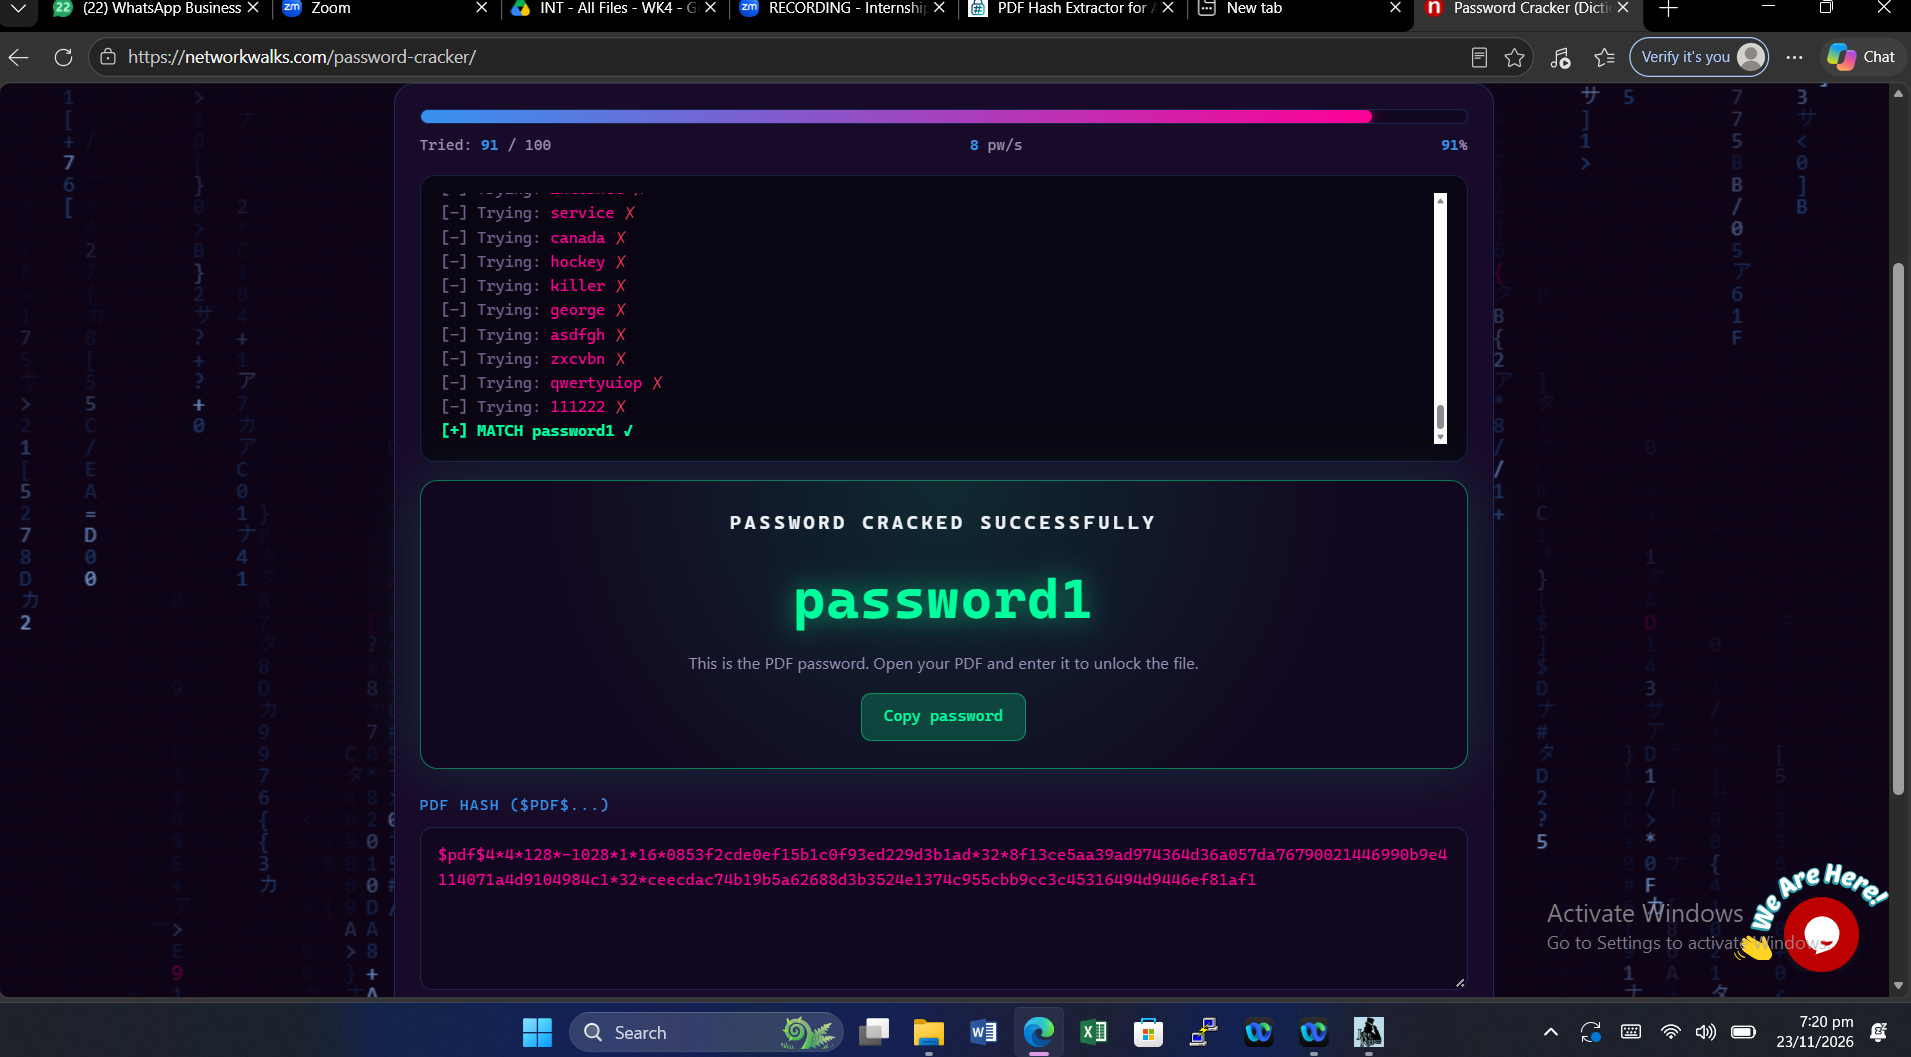 (22) WhatsApp Business
Zoom
INT - All Files - WK4 - G
RECORDING - Internship
PDF Hash Extractor for
New tab
Password Cracker (Dictio
https://networkwalks.com/password-cracker/
Verify it's you
Chat
Tried: 91 / 100
8 pw/s
91%
[-] Trying: service ✗
[-] Trying: canada ✗
[-] Trying: hockey ✗
[-] Trying: killer ✗
[-] Trying: george ✗
[-] Trying: asdfgh ✗
[-] Trying: zxcvbn ✗
[-] Trying: qwertyuiop ✗
[-] Trying: 111222 ✗
[+] MATCH password1 ✓
PASSWORD CRACKED SUCCESSFULLY
password1
This is the PDF password. Open your PDF and enter it to unlock the file.
Copy password
PDF HASH ($PDF$...)
$pdf$4*4*128*-1028*1*16*0853f2cde0ef15b1c0f93ed229d3b1ad*32*8f13ce5aa39ad974364d36a057da76790021446990b9e4
114071a4d9104984c1*32*ceecdac74b19b5a62688d3b3524e1374c955cbb9cc3c45316494d9446ef81af1
We Are Here!
Activate Windows
Go to Settings to activate Windows.
Search
7:20 pm
23/11/2026